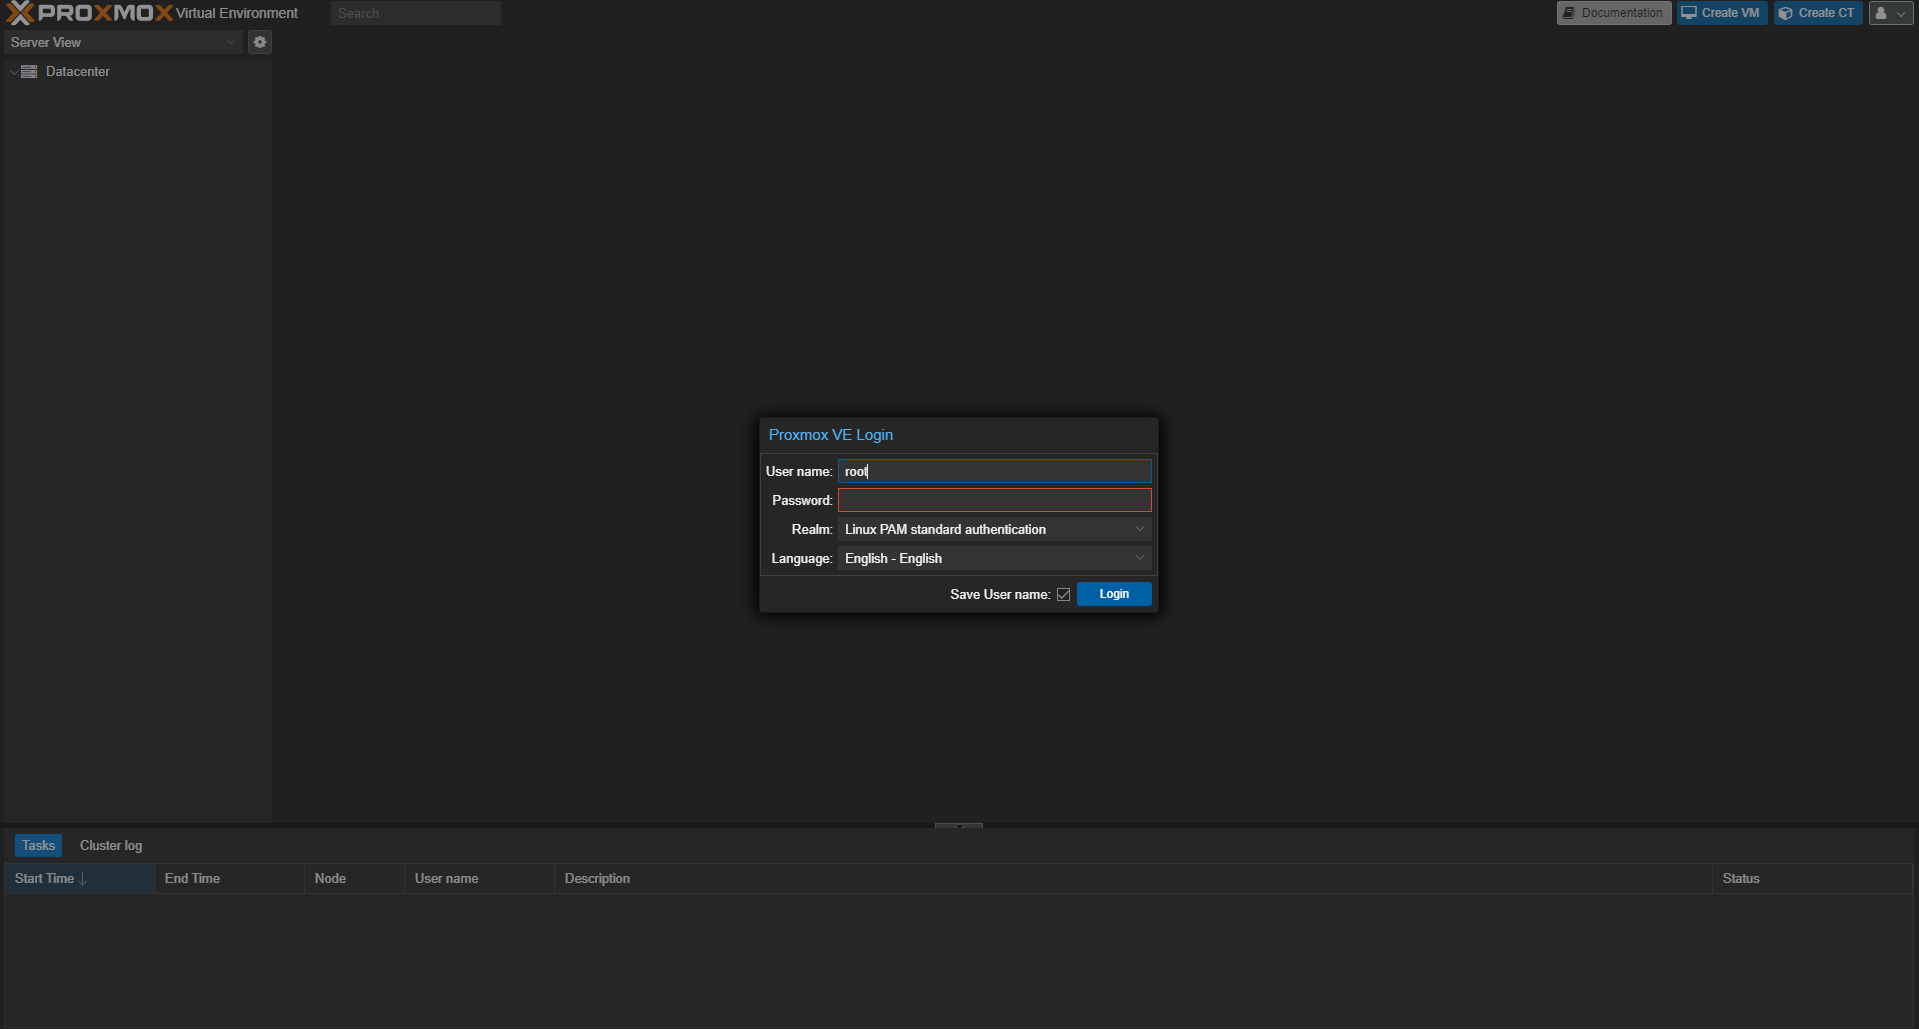 PROXMOX Virtual Environment Search Documentation Create VM Create CT
Server View
Datacenter
Proxmox VE Login
User name: root
Password:
Realm: Linux PAM standard authentication
Language: English - English
Save User name: Login
Tasks Cluster log
Start Time End Time Node User name Description Status